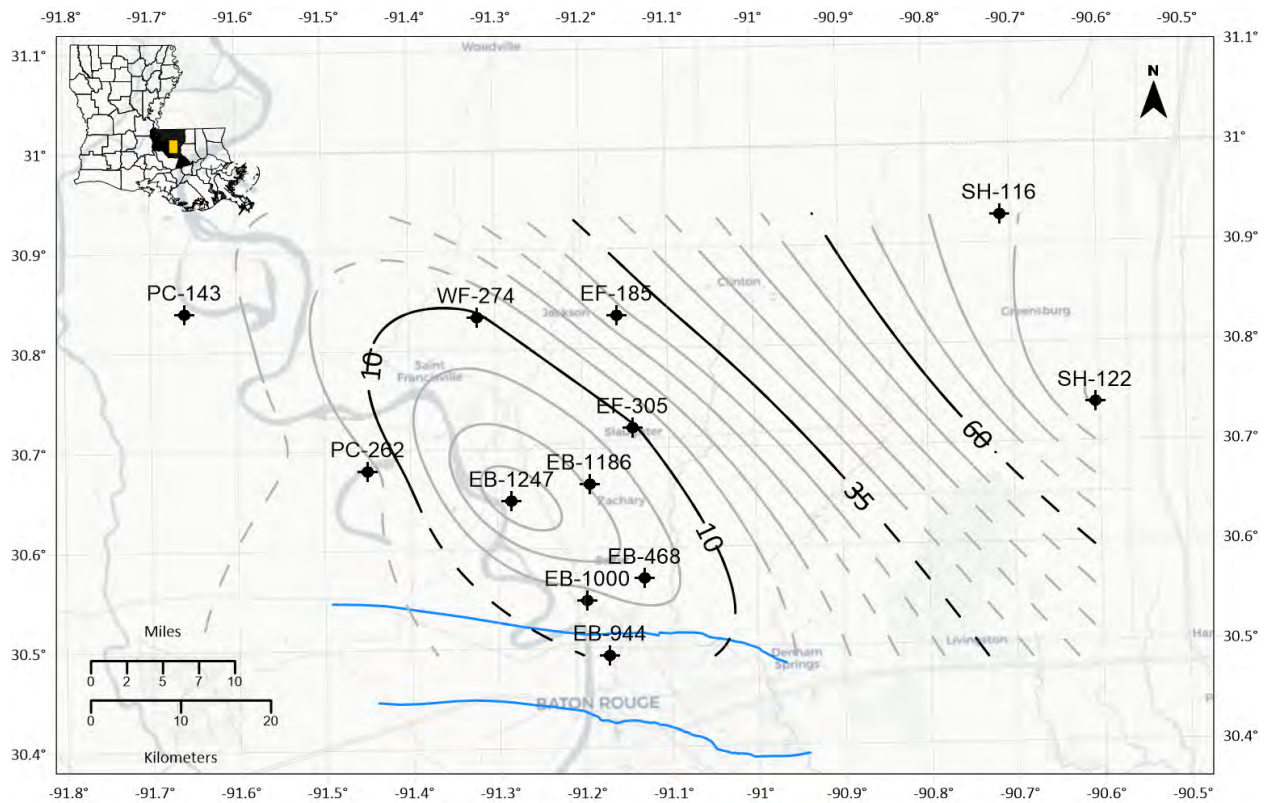 -91.8° -91.7° -91.6° -91.5° -91.4° -91.3° -91.2° -91.1° -91° -90.9° -90.8° -90.7° -90.6° -90.5°
31.1° 31.1°
Woodville
N
31° 31°
SH-116
30.9° 30.9°
PC-143
WF-274
EF-185
Clinton
Jackson
Greensburg
30.8° 30.8°
10
Saint
Francisville
SH-122
EF-305
Slaughter
60
30.7° 30.7°
PC-262
EB-1186
EB-1247
Zachary
35
30.6° 30.6°
10
EB-468
EB-1000
Miles
EB-944
30.5° 30.5°
Livingston
Denham
Springs
0 2 5 7 10
BATON ROUGE
0 10 20
30.4° 30.4°
Kilometers
-91.8° -91.7° -91.6° -91.5° -91.4° -91.3° -91.2° -91.1° -91° -90.9° -90.8° -90.7° -90.6° -90.5°